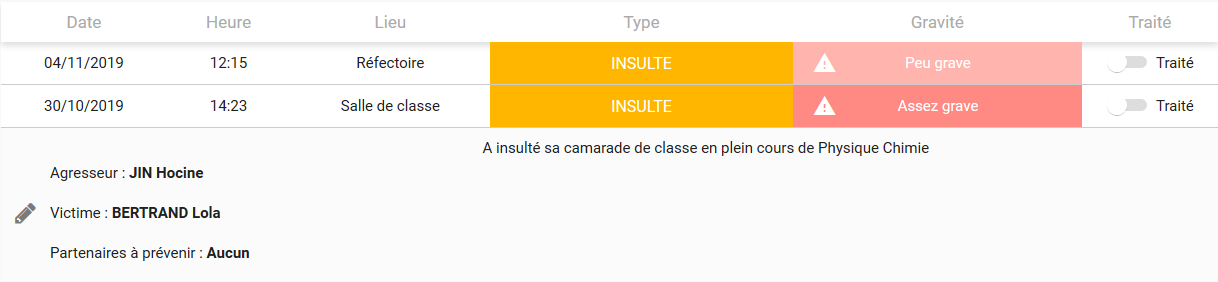 Date Heure Lieu Type Gravité Traité
04/11/2019 12:15 Réfectoire INSULTE Peu grave Traité
30/10/2019 14:23 Salle de classe INSULTE Assez grave Traité
A insulté sa camarade de classe en plein cours de Physique Chimie
Agresseur : JIN Hocine
Victime : BERTRAND Lola
Partenaires à prévenir : Aucun